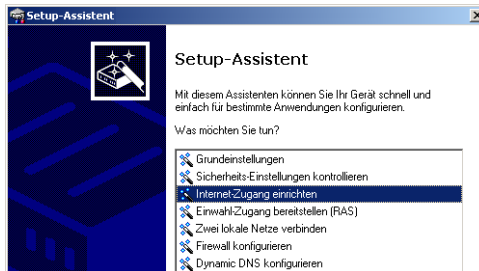 Setup-Assistent
Setup-Assistent
Mit diesem Assistenten können Sie Ihr Gerät schnell und
einfach für bestimmte Anwendungen konfigurieren.
Was möchten Sie tun?
Grundeinstellungen
Sicherheits-Einstellungen kontrollieren
Internet-Zugang einrichten
Einwahl-Zugang bereitstellen (RAS)
Zwei lokale Netze verbinden
Firewall konfigurieren
Dynamic DNS konfigurieren